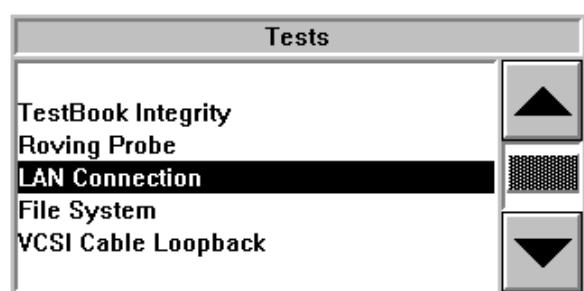 Tests
TestBook Integrity
Roving Probe
LAN Connection
File System
VCSI Cable Loopback